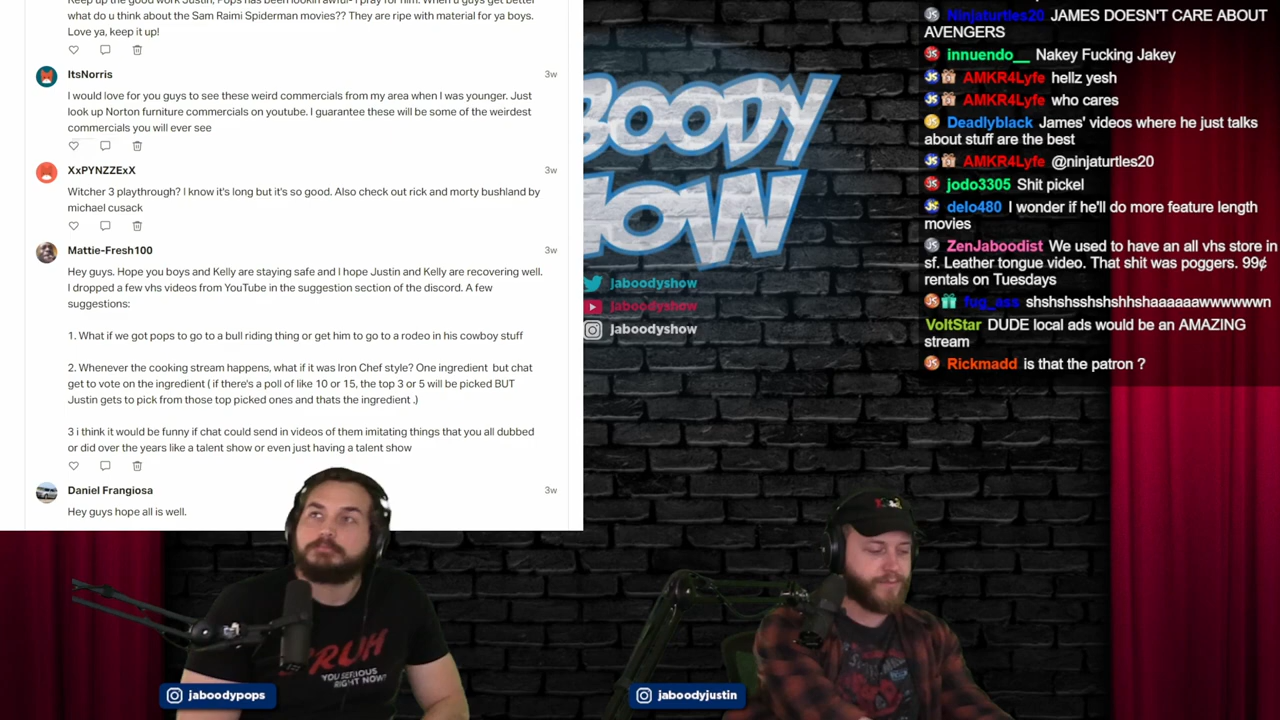 Keep up the good work Justin, Pops has been lookin awful- I pray for him. When u guys get better
what do u think about the Sam Raimi Spiderman movies?? They are ripe with material for ya boys.
Love ya, keep it up!
ItsNorris
3w
I would love for you guys to see these weird commercials from my area when I was younger. Just
look up Norton furniture commercials on youtube. I guarantee these will be some of the weirdest
commercials you will ever see
XxPYNZZExX
3w
Witcher 3 playthrough? I know it's long but it's so good. Also check out rick and morty bushland by
michael cusack
Mattie-Fresh100
3w
Hey guys. Hope you boys and Kelly are staying safe and I hope Justin and Kelly are recovering well.
I dropped a few vhs videos from YouTube in the suggestion section of the discord. A few
suggestions:
1. What if we got pops to go to a bull riding thing or get him to go to a rodeo in his cowboy stuff
2. Whenever the cooking stream happens, what if it was Iron Chef style? One ingredient but chat
get to vote on the ingredient ( if there's a poll of like 10 or 15, the top 3 or 5 will be picked BUT
Justin gets to pick from those top picked ones and thats the ingredient .)
3 i think it would be funny if chat could send in videos of them imitating things that you all dubbed
or did over the years like a talent show or even just having a talent show
Daniel Frangiosa
3w
Hey guys hope all is well.
BOODY
HOW
jaboodyshow
jaboodyshow
jaboodyshow
Ninjaturtles20 JAMES DOESN'T CARE ABOUT
AVENGERS
innuendo__ Nakey Fucking Jakey
AMKR4Lyfe hellz yesh
AMKR4Lyfe who cares
Deadlyblack James' videos where he just talks
about stuff are the best
AMKR4Lyfe @ninjaturtles20
jodo3305 Shit pickel
delo480 I wonder if he'll do more feature length
movies
ZenJaboodist We used to have an all vhs store in
sf. Leather tongue video. That shit was poggers. 99¢
rentals on Tuesdays
fug_ass shshshsshshshhshaaaaaawwwwwn
VoltStar DUDE local ads would be an AMAZING
stream
Rickmadd is that the patron ?
BRUH
YOU SERIOUS
RIGHT NOW?
jaboodypops
jaboodyjustin